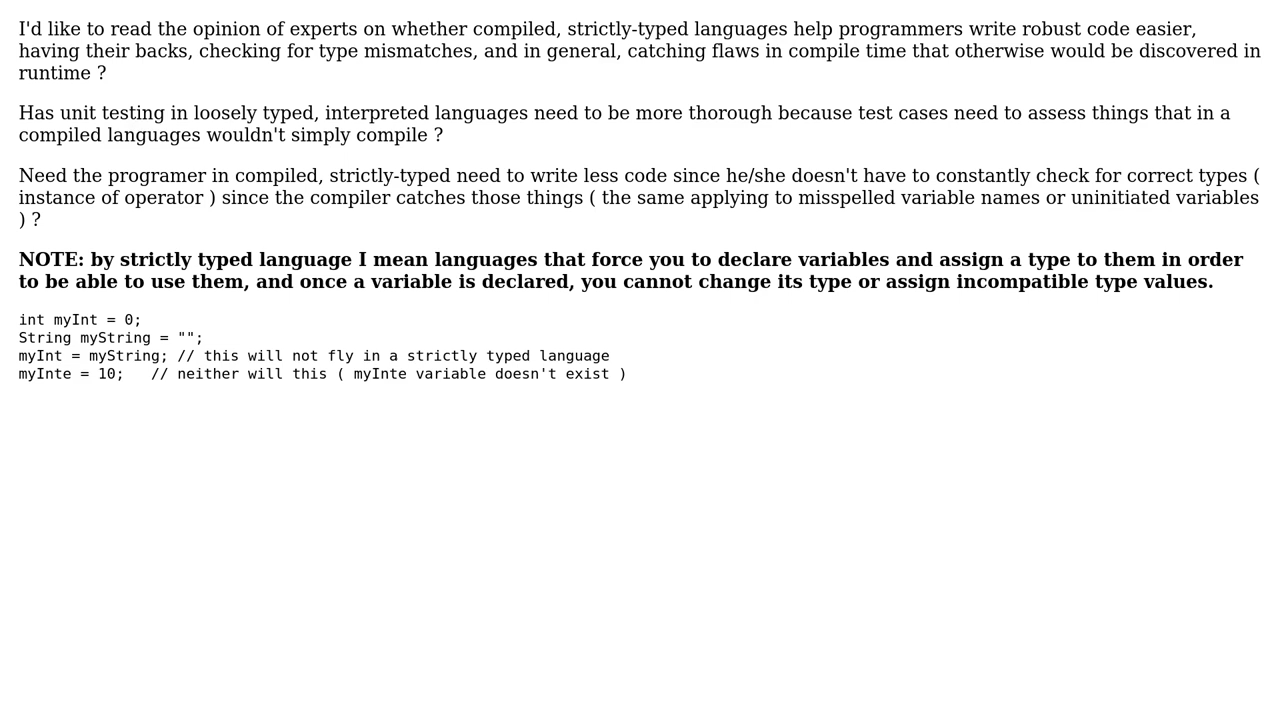 I'd like to read the opinion of experts on whether compiled, strictly-typed languages help programmers write robust code easier,
having their backs, checking for type mismatches, and in general, catching flaws in compile time that otherwise would be discovered in
runtime ?
Has unit testing in loosely typed, interpreted languages need to be more thorough because test cases need to assess things that in a
compiled languages wouldn't simply compile ?
Need the programer in compiled, strictly-typed need to write less code since he/she doesn't have to constantly check for correct types (
instance of operator ) since the compiler catches those things ( the same applying to misspelled variable names or uninitiated variables
) ?
NOTE: by strictly typed language I mean languages that force you to declare variables and assign a type to them in order
to be able to use them, and once a variable is declared, you cannot change its type or assign incompatible type values.
int myInt = 0;
String myString = "";
myInt = myString; // this will not fly in a strictly typed language
myInte = 10;   // neither will this ( myInte variable doesn't exist )